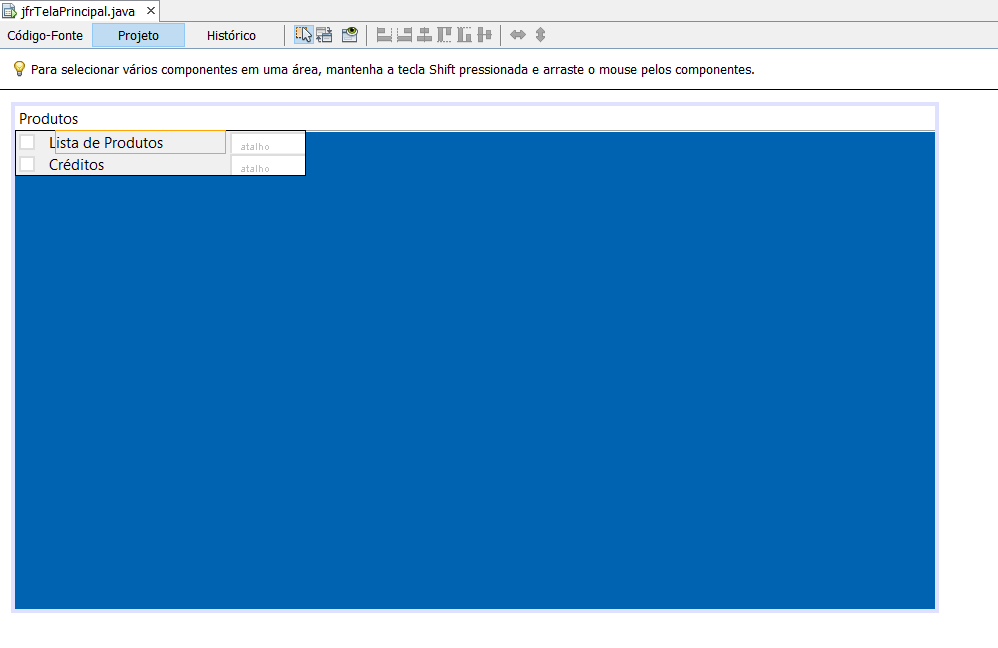 jfrTelaPrincipal.java
Código-Fonte Projeto Histórico
Para selecionar vários componentes em uma área, mantenha a tecla Shift pressionada e arraste o mouse pelos componentes.
Produtos
Lista de Produtos atalho
Créditos atalho